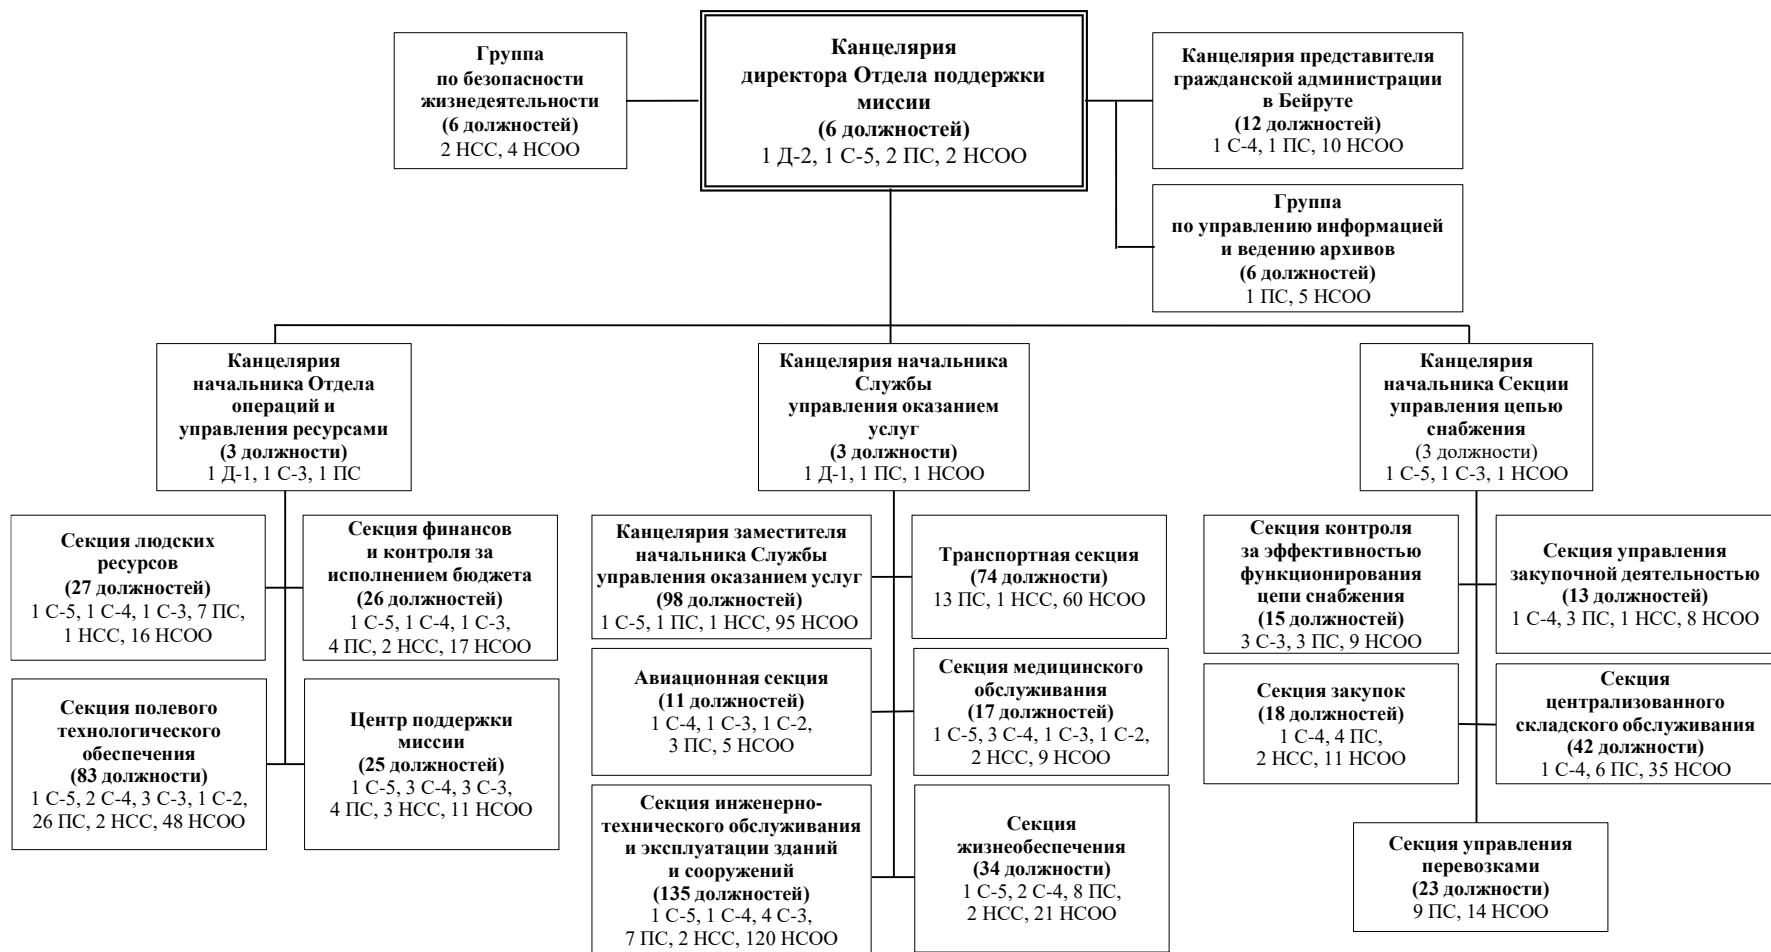 Группа
по безопасности
жизнедеятельности
(6 должностей)
2 НСС, 4 НСОО
Канцелярия
директора Отдела поддержки
миссии
(6 должностей)
1 Д-2, 1 С-5, 2 ПС, 2 НСОО
Канцелярия представителя
гражданской администрации
в Бейруте
(12 должностей)
1 С-4, 1 ПС, 10 НСОО
Группа
по управлению информацией
и ведению архивов
(6 должностей)
1 ПС, 5 НСОО
Канцелярия
начальника Отдела
операций и
управления ресурсами
(3 должности)
1 Д-1, 1 С-3, 1 ПС
Канцелярия начальника
Службы
управления оказанием
услуг
(3 должности)
1 Д-1, 1 ПС, 1 НСОО
Канцелярия
начальника Секции
управления цепью
снабжения
(3 должности)
1 С-5, 1 С-3, 1 НСОО
Секция людских
ресурсов
(27 должностей)
1 С-5, 1 С-4, 1 С-3, 7 ПС,
1 НСС, 16 НСОО
Секция финансов
и контроля за
исполнением бюджета
(26 должностей)
1 С-5, 1 С-4, 1 С-3,
4 ПС, 2 НСС, 17 НСОО
Канцелярия заместителя
начальника Службы
управления оказанием услуг
(98 должностей)
1 С-5, 1 ПС, 1 НСС, 95 НСОО
Транспортная секция
(74 должности)
13 ПС, 1 НСС, 60 НСОО
Секция контроля
за эффективностью
функционирования
цепи снабжения
(15 должностей)
3 С-3, 3 ПС, 9 НСОО
Секция управления
закупочной деятельностью
(13 должностей)
1 С-4, 3 ПС, 1 НСС, 8 НСОО
Секция полевого
технологического
обеспечения
(83 должности)
1 С-5, 2 С-4, 3 С-3, 1 С-2,
26 ПС, 2 НСС, 48 НСОО
Центр поддержки
миссии
(25 должностей)
1 С-5, 3 С-4, 3 С-3,
4 ПС, 3 НСС, 11 НСОО
Авиационная секция
(11 должностей)
1 С-4, 1 С-3, 1 С-2,
3 ПС, 5 НСОО
Секция медицинского
обслуживания
(17 должностей)
1 С-5, 3 С-4, 1 С-3, 1 С-2,
2 НСС, 9 НСОО
Секция закупок
(18 должностей)
1 С-4, 4 ПС,
2 НСС, 11 НСОО
Секция
централизованного
складского обслуживания
(42 должности)
1 С-4, 6 ПС, 35 НСОО
Секция инженерно-
технического обслуживания
и эксплуатации зданий
и сооружений
(135 должностей)
1 С-5, 1 С-4, 4 С-3,
7 ПС, 2 НСС, 120 НСОО
Секция
жизнеобеспечения
(34 должности)
1 С-5, 2 С-4, 8 ПС,
2 НСС, 21 НСОО
Секция управления
перевозками
(23 должности)
9 ПС, 14 НСОО